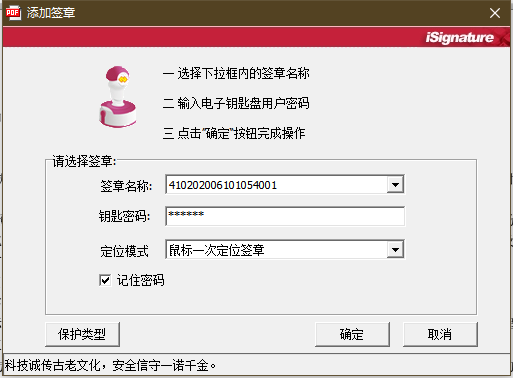 PDF 添加签章
iSignature
一 选择下拉框内的签章名称
二 输入电子钥匙盘用户密码
三 点击"确定"按钮完成操作
请选择签章:
签章名称: 410202006101054001
钥匙密码: ******
定位模式 鼠标一次定位签章
记住密码
保护类型 确定 取消
科技诚传古老文化，安全信守一诺千金。